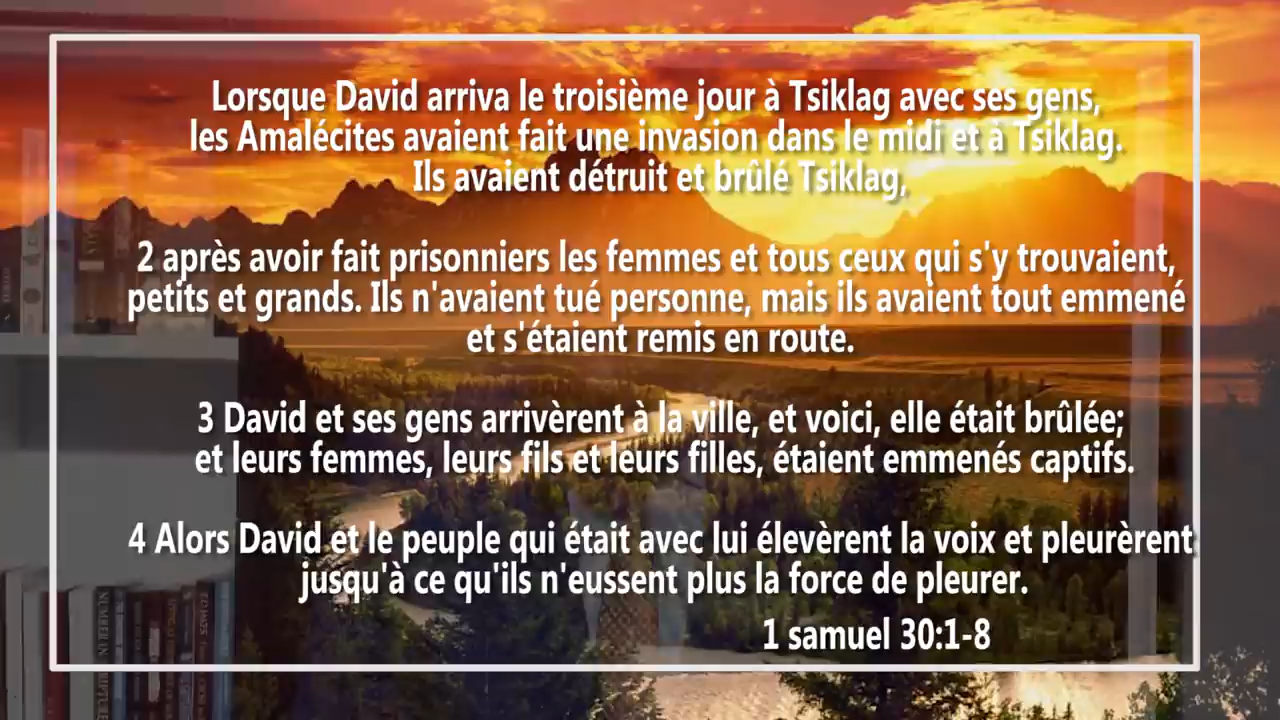 Lorsque David arriva le troisième jour à Tsiklag avec ses gens,
les Amalécites avaient fait une invasion dans le midi et à Tsiklag.
Ils avaient détruit et brûlé Tsiklag,
2 après avoir fait prisonniers les femmes et tous ceux qui s'y trouvaient,
petits et grands. Ils n'avaient tué personne, mais ils avaient tout emmené
et s'étaient remis en route.
3 David et ses gens arrivèrent à la ville, et voici, elle était brûlée;
et leurs femmes, leurs fils et leurs filles, étaient emmenés captifs.
4 Alors David et le peuple qui était avec lui élevèrent la voix et pleurèrent
jusqu'à ce qu'ils n'eussent plus la force de pleurer.
1 samuel 30:1-8